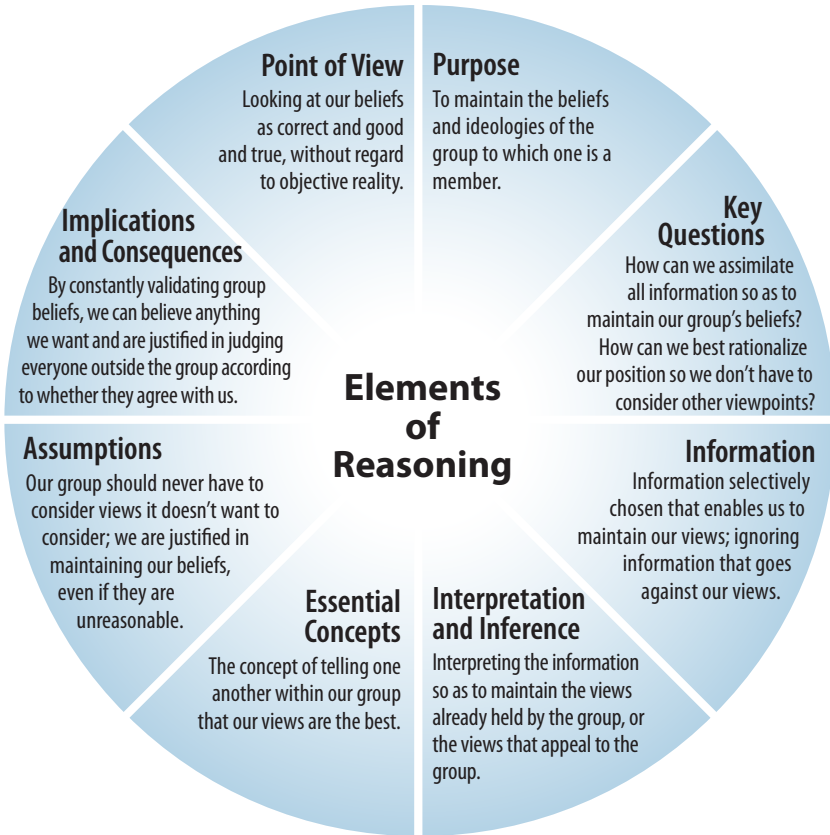 Elements
of
Reasoning
Purpose
To maintain the beliefs
and ideologies of the
group to which one is a
member.
Key
Questions
How can we assimilate
all information so as to
maintain our group’s beliefs?
How can we best rationalize
our position so we don’t have to
consider other viewpoints?
Information
Information selectively
chosen that enables us to
maintain our views; ignoring
information that goes
against our views.
Interpretation
and Inference
Interpreting the information
so as to maintain the views
already held by the group, or
the views that appeal to the
group.
Essential
Concepts
The concept of telling one
another within our group
that our views are the best.
Assumptions
Our group should never have to
consider views it doesn’t want to
consider; we are justified in
maintaining our beliefs,
even if they are
unreasonable.
Implications
and Consequences
By constantly validating group
beliefs, we can believe anything
we want and are justified in judging
everyone outside the group according
to whether they agree with us.
Point of View
Looking at our beliefs
as correct and good
and true, without regard
to objective reality.